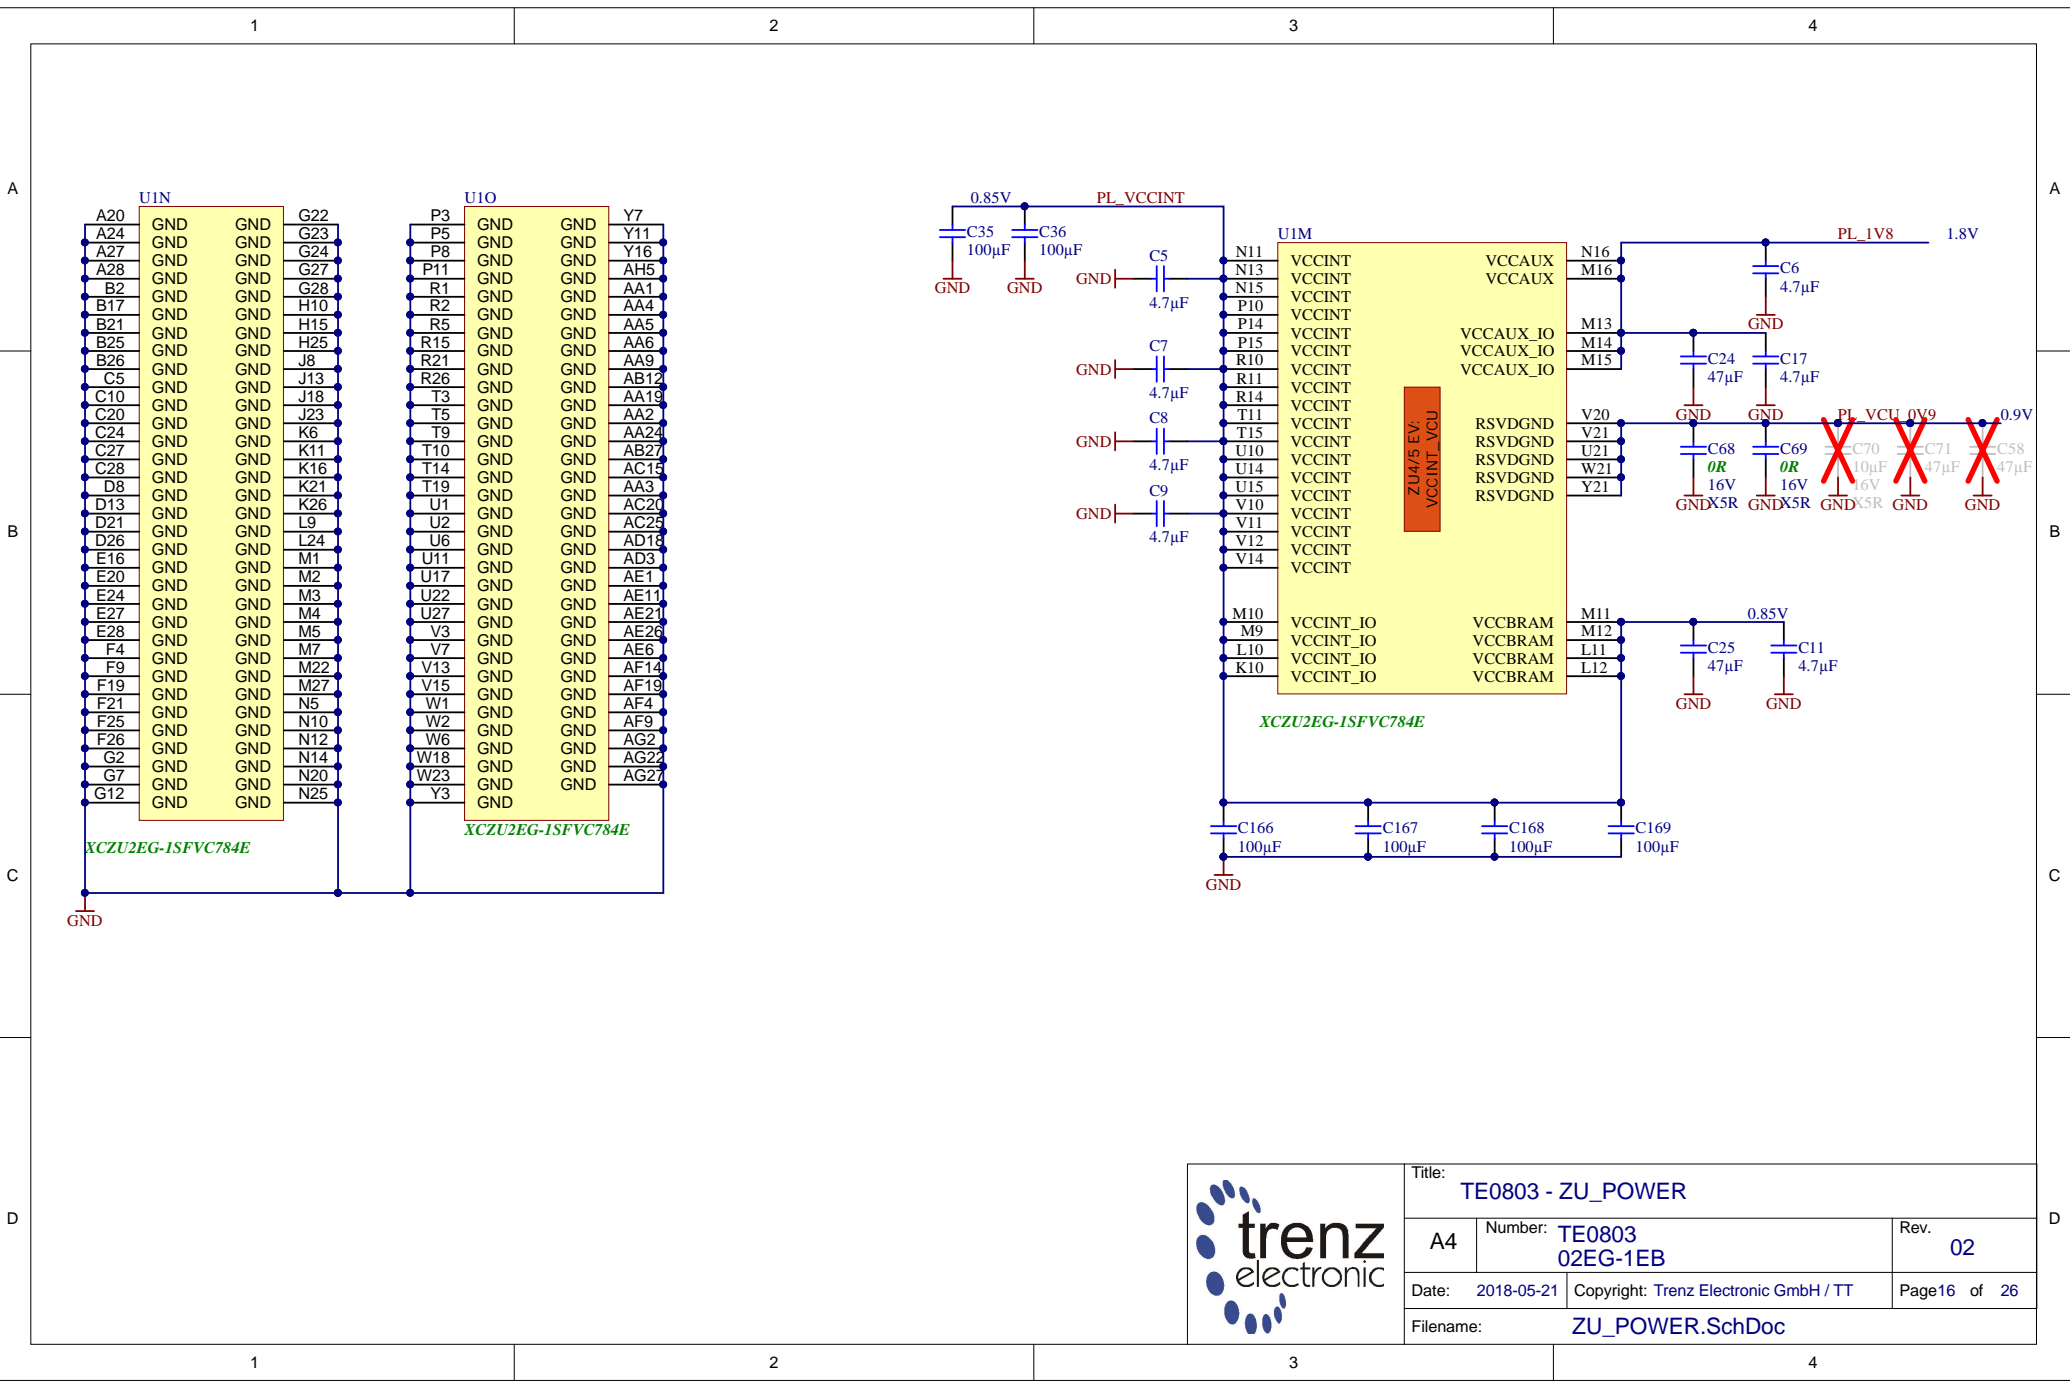 1 2 3 4
A A
B B
C C
D D
U1N
A20 GND GND G22
A24 GND GND G23
A27 GND GND G24
A28 GND GND G27
B2 GND GND G28
B17 GND GND H10
B21 GND GND H15
B25 GND GND H25
B26 GND GND J8
C5 GND GND J13
C10 GND GND J18
C20 GND GND J23
C24 GND GND K6
C27 GND GND K11
C28 GND GND K16
D8 GND GND K21
D13 GND GND K26
D21 GND GND L9
D26 GND GND L24
E16 GND GND M1
E20 GND GND M2
E24 GND GND M3
E27 GND GND M4
E28 GND GND M5
F4 GND GND M7
F9 GND GND M22
F19 GND GND M27
F21 GND GND N5
F25 GND GND N10
F26 GND GND N12
G2 GND GND N14
G7 GND GND N20
G12 GND GND N25
XCZU2EG-1SFVC784E
GND
U1O
P3 GND GND Y7
P5 GND GND Y11
P8 GND GND Y16
P11 GND GND AH5
R1 GND GND AA1
R2 GND GND AA4
R5 GND GND AA5
R15 GND GND AA6
R21 GND GND AA9
R26 GND GND AB12
T3 GND GND AA19
T5 GND GND AA2
T9 GND GND AA24
T10 GND GND AB27
T14 GND GND AC15
T19 GND GND AA3
U1 GND GND AC20
U2 GND GND AC25
U6 GND GND AD18
U11 GND GND AD3
U17 GND GND AE1
U22 GND GND AE11
U27 GND GND AE21
V3 GND GND AE26
V7 GND GND AE6
V13 GND GND AF14
V15 GND GND AF19
W1 GND GND AF4
W2 GND GND AF9
W6 GND GND AG2
W18 GND GND AG22
W23 GND GND AG27
Y3 GND
XCZU2EG-1SFVC784E
0.85V PL_VCCINT
C35 100µF GND
C36 100µF GND
GND C5 4.7µF
GND C7 4.7µF
GND C8 4.7µF
GND C9 4.7µF
U1M
N11 VCCINT
N13 VCCINT
N15 VCCINT
P10 VCCINT
P14 VCCINT
P15 VCCINT
R10 VCCINT
R11 VCCINT
R14 VCCINT
T11 VCCINT
T15 VCCINT
U10 VCCINT
U14 VCCINT
U15 VCCINT
V10 VCCINT
V11 VCCINT
V12 VCCINT
V14 VCCINT
M10 VCCINT_IO
M9 VCCINT_IO
L10 VCCINT_IO
K10 VCCINT_IO
ZU4/5 EV:
VCCINT_VCU
VCCAUX N16
VCCAUX M16
VCCAUX_IO M13
VCCAUX_IO M14
VCCAUX_IO M15
RSVDGND V20
RSVDGND V21
RSVDGND U21
RSVDGND W21
RSVDGND Y21
VCCBRAM M11
VCCBRAM M12
VCCBRAM L11
VCCBRAM L12
XCZU2EG-1SFVC784E
PL_1V8 1.8V
C6 4.7µF GND
C24 47µF GND
C17 4.7µF GND
PL_VCU_0V9 0.9V
C68 0R 16V X5R GND
C69 0R 16V X5R GND
C70 10µF 16V X5R GND
C71 47µF GND
C58 47µF GND
0.85V
C25 47µF GND
C11 4.7µF GND
C166 100µF
C167 100µF
C168 100µF
C169 100µF
GND
trenz
electronic
Title:
TE0803 - ZU_POWER
A4
Number: TE0803
02EG-1EB
Rev.
02
Date: 2018-05-21
Copyright: Trenz Electronic GmbH / TT
Page16 of 26
Filename: ZU_POWER.SchDoc
1 2 3 4